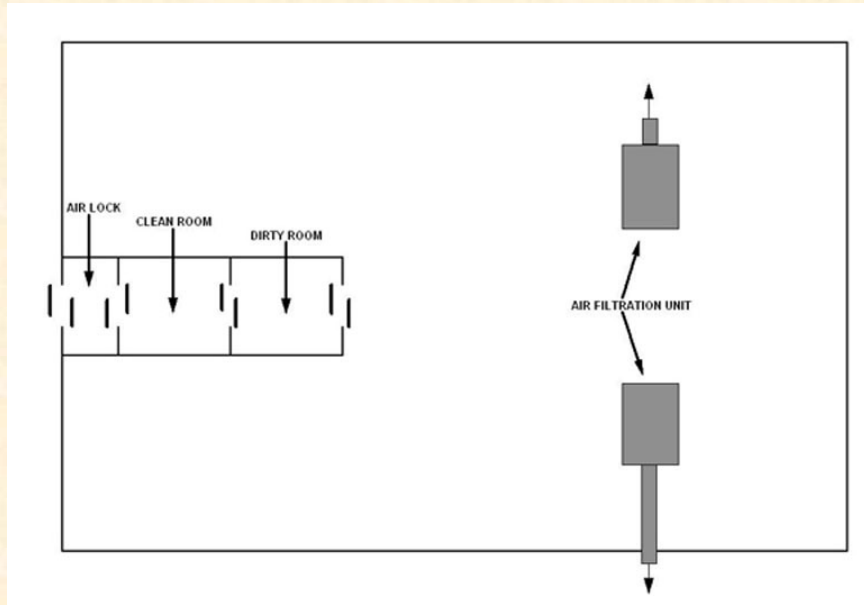 AIR LOCK
CLEAN ROOM
DIRTY ROOM
AIR FILTRATION UNIT